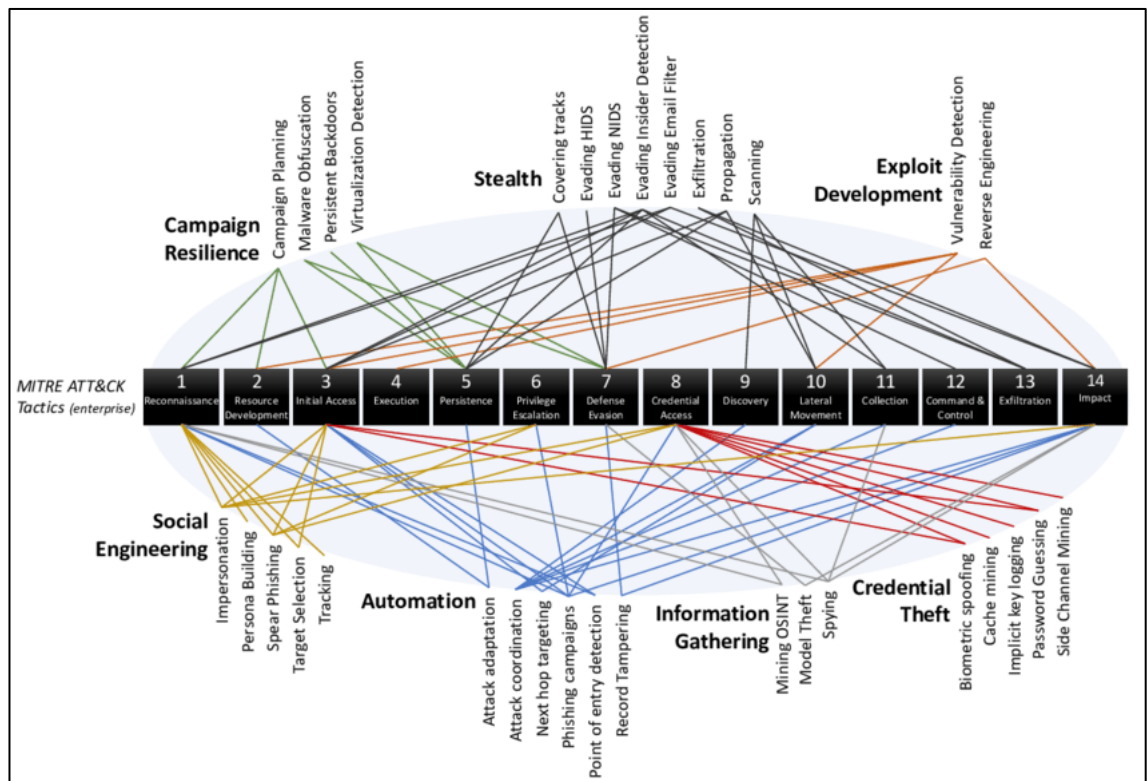 Campaign
Resilience
Campaign Planning
Malware Obfuscation
Persistent Backdoors
Virtualization Detection
Stealth
Covering tracks
Evading HIDS
Evading NIDS
Evading Insider Detection
Evading Email Filter
Exfiltration
Propagation
Scanning
Exploit
Development
Vulnerability Detection
Reverse Engineering
MITRE ATT&CK
Tactics (enterprise)
1
Reconnaissance
2
Resource
Development
3
Initial Access
4
Execution
5
Persistence
6
Privilege
Escalation
7
Defense
Evasion
8
Credential
Access
9
Discovery
10
Lateral
Movement
11
Collection
12
Command &
Control
13
Exfiltration
14
Impact
Social
Engineering
Impersonation
Persona Building
Spear Phishing
Target Selection
Tracking
Automation
Attack adaptation
Attack coordination
Next hop targeting
Phishing campaigns
Point of entry detection
Record Tampering
Information
Gathering
Mining OSINT
Model Theft
Spying
Credential
Theft
Biometric spoofing
Cache mining
Implicit key logging
Password Guessing
Side Channel Mining